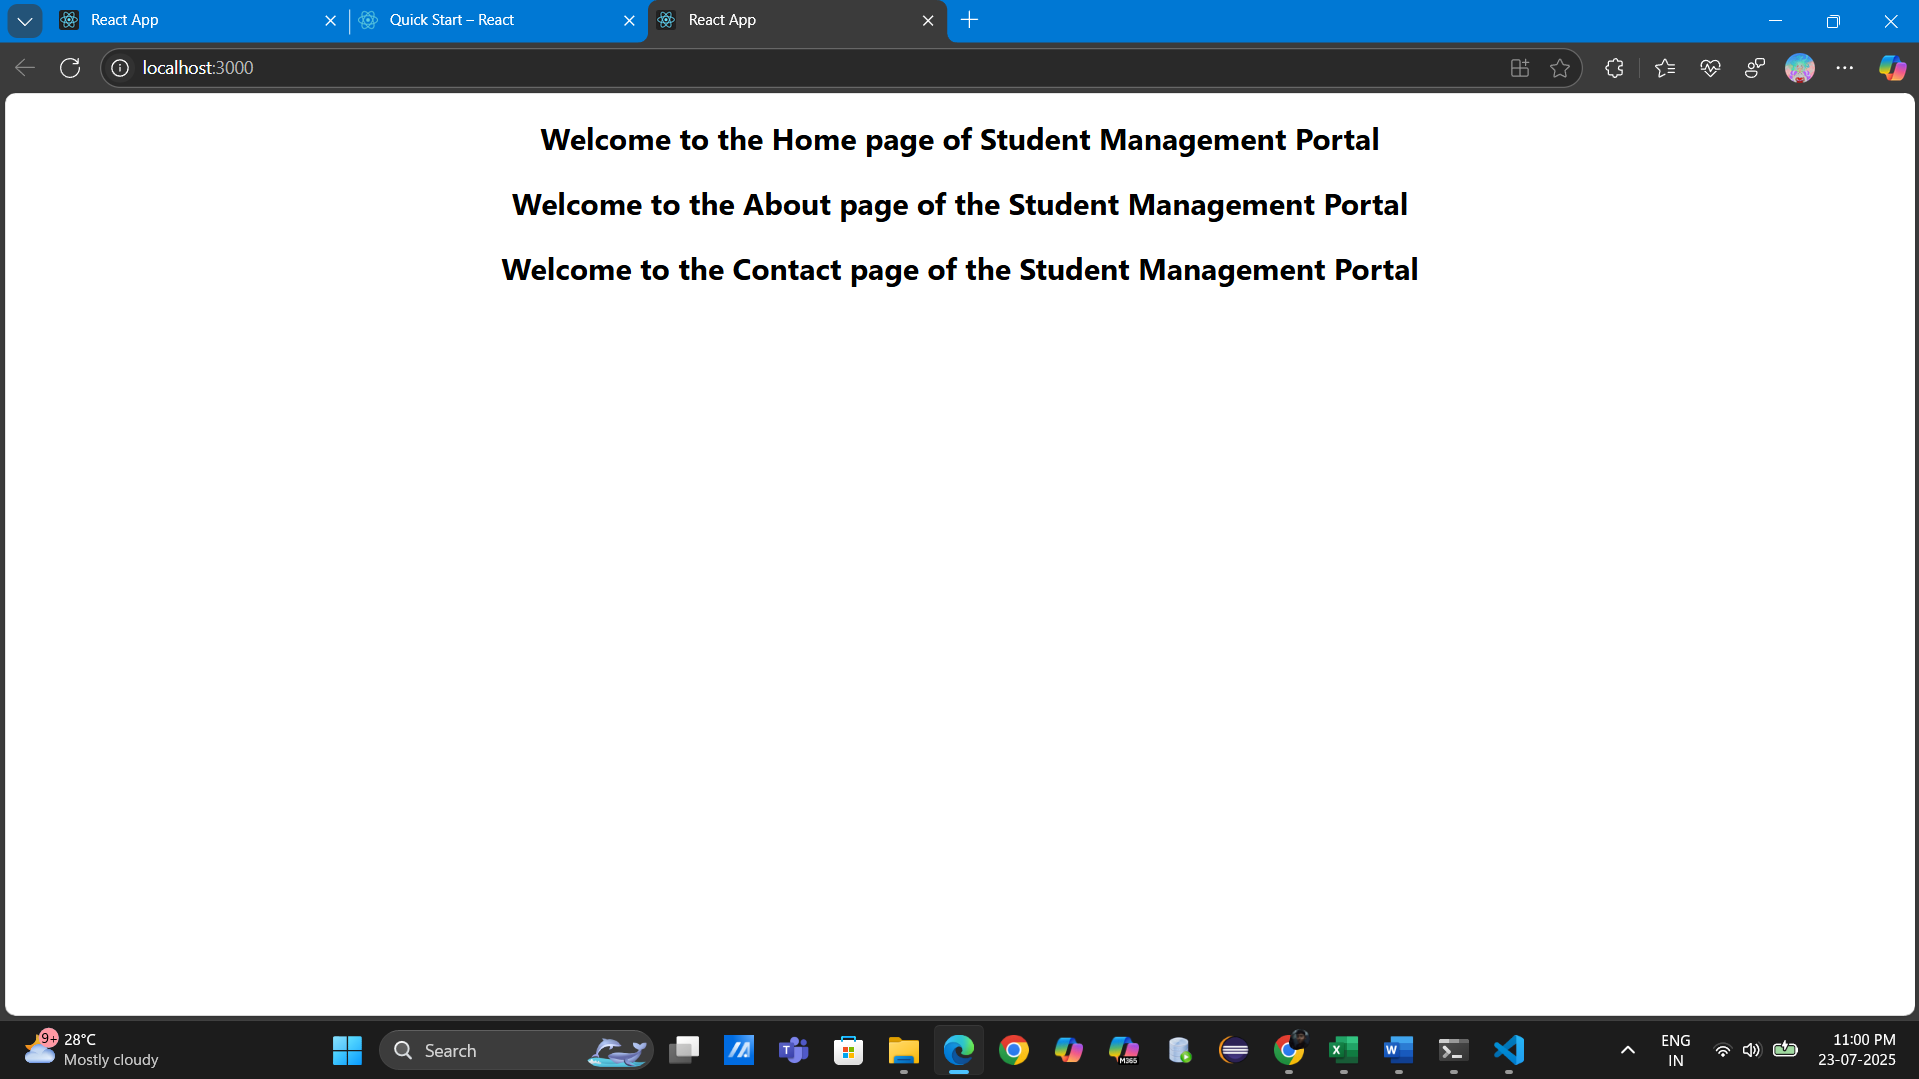 React App
Quick Start – React
React App
localhost:3000
Welcome to the Home page of Student Management Portal
Welcome to the About page of the Student Management Portal
Welcome to the Contact page of the Student Management Portal
9+
28°C
Mostly cloudy
Search
T
M365
X
W
ENG
IN
11:00 PM
23-07-2025